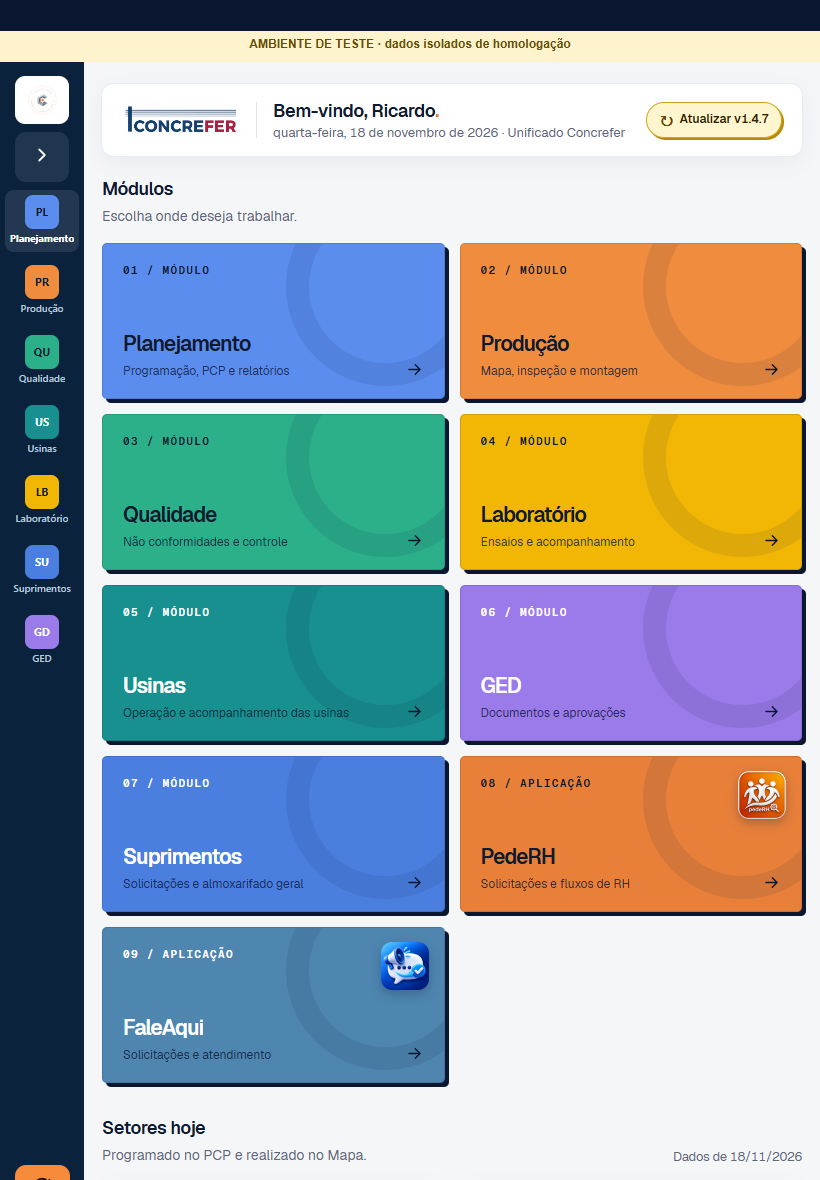 AMBIENTE DE TESTE · dados isolados de homologação
CONCREFER
Bem-vindo, Ricardo.
quarta-feira, 18 de novembro de 2026 · Unificado Concrefer
↻ Atualizar v1.4.7
PL
Planejamento
PR
Produção
QU
Qualidade
US
Usinas
LB
Laboratório
SU
Suprimentos
GD
GED
Módulos
Escolha onde deseja trabalhar.
01 / MÓDULO
Planejamento
Programação, PCP e relatórios
02 / MÓDULO
Produção
Mapa, inspeção e montagem
03 / MÓDULO
Qualidade
Não conformidades e controle
04 / MÓDULO
Laboratório
Ensaios e acompanhamento
05 / MÓDULO
Usinas
Operação e acompanhamento das usinas
06 / MÓDULO
GED
Documentos e aprovações
07 / MÓDULO
Suprimentos
Solicitações e almoxarifado geral
08 / APLICAÇÃO
pedeRH
PedeRH
Solicitações e fluxos de RH
09 / APLICAÇÃO
FaleAqui
Solicitações e atendimento
Setores hoje
Programado no PCP e realizado no Mapa.
Dados de 18/11/2026